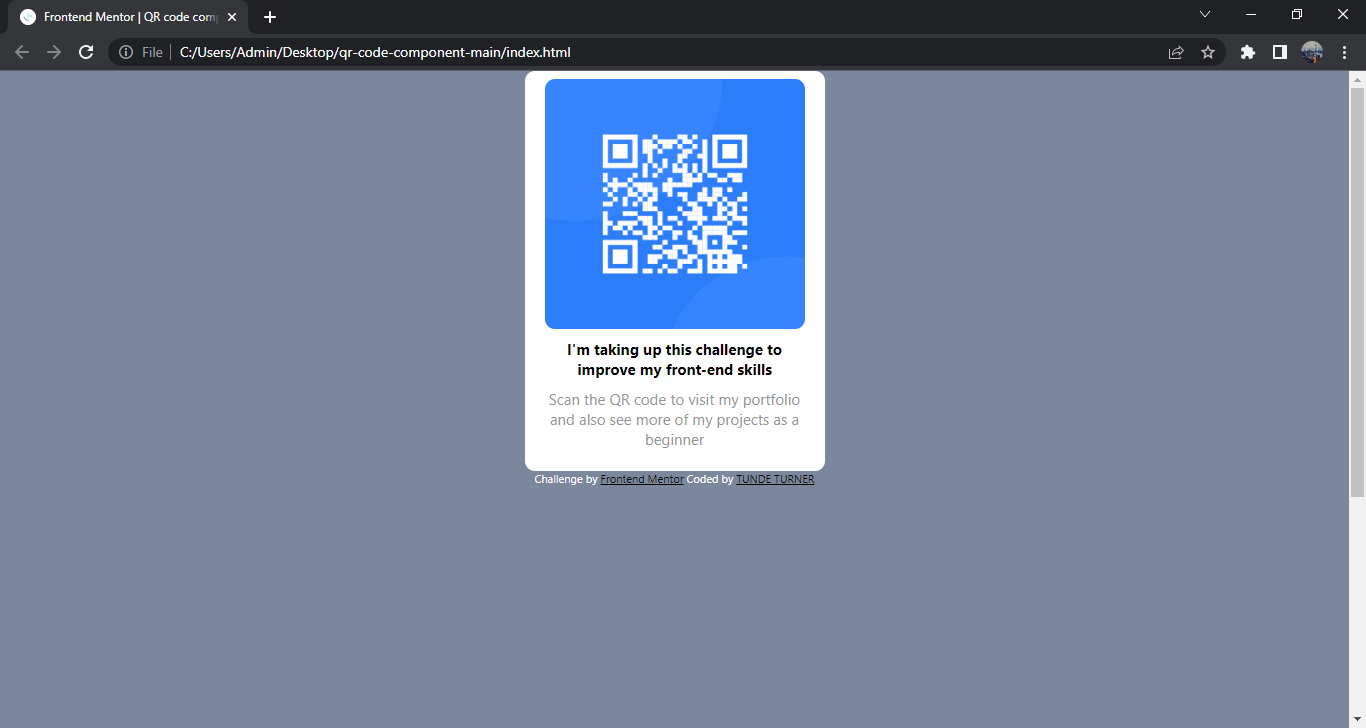 Frontend Mentor | QR code com
File
C:/Users/Admin/Desktop/qr-code-component-main/index.html
I'm taking up this challenge to
improve my front-end skills
Scan the QR code to visit my portfolio
and also see more of my projects as a
beginner
Challenge by Frontend Mentor Coded by TUNDE TURNER